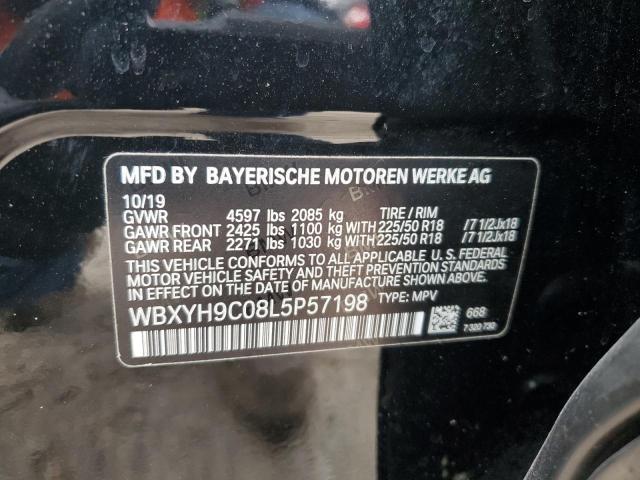 MFD BY BAYERISCHE MOTOREN WERKE AG
10/19
GVWR 4597 lbs 2085 kg TIRE / RIM
GAWR FRONT 2425 lbs 1100 kg WITH 225/50 R18 /7 1/2Jx18
GAWR REAR 2271 lbs 1030 kg WITH 225/50 R18 /7 1/2Jx18
THIS VEHICLE CONFORMS TO ALL APPLICABLE U. S. FEDERAL
MOTOR VEHICLE SAFETY AND THEFT PREVENTION STANDARDS
IN EFFECT ON THE DATE OF MANUFACTURE SHOWN ABOVE.
WBXYH9C08L5P57198 TYPE: MPV
668
7 320 730